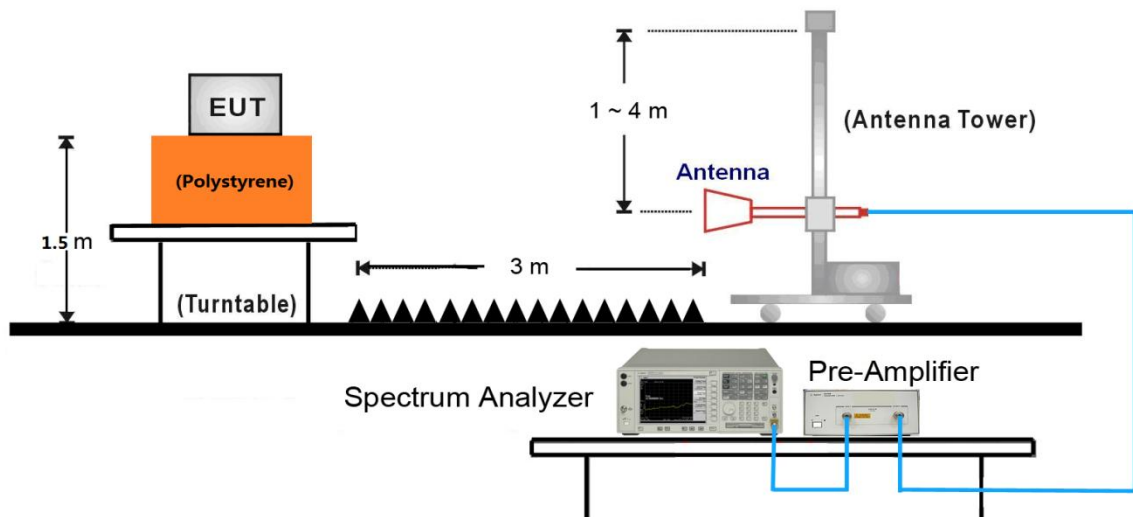 EUT
(Polystyrene)
1.5 m
(Turntable)
3 m
1 ~ 4 m
Antenna
(Antenna Tower)
Spectrum Analyzer
Pre-Amplifier